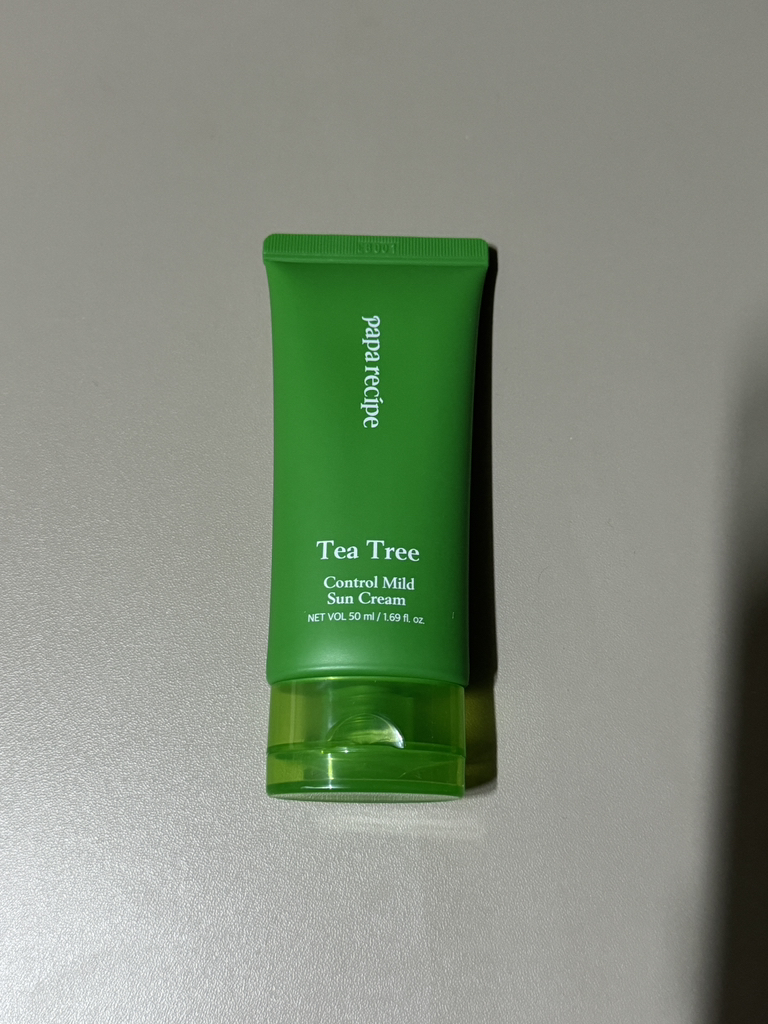 papa recipe
Tea Tree
Control Mild
Sun Cream
NET VOL 50 ml / 1.69 fl. oz.